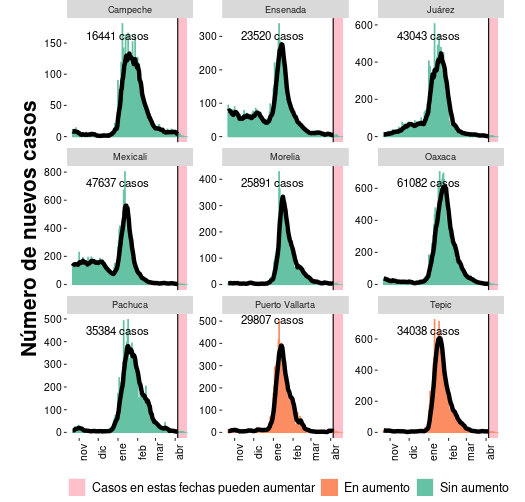 Número de nuevos casos
Campeche
Ensenada
Juárez
16441 casos
23520 casos
43043 casos
150
100
50
0
300
200
100
0
600
400
200
0
Mexicali
Morelia
Oaxaca
47637 casos
25891 casos
61082 casos
800
600
400
200
0
400
300
200
100
0
600
400
200
0
Pachuca
Puerto Vallarta
Tepic
35384 casos
29807 casos
34038 casos
500
400
300
200
100
0
500
400
300
200
100
0
600
400
200
0
nov
dic
ene
feb
mar
abr
nov
dic
ene
feb
mar
abr
nov
dic
ene
feb
mar
abr
Casos en estas fechas pueden aumentar
En aumento
Sin aumento